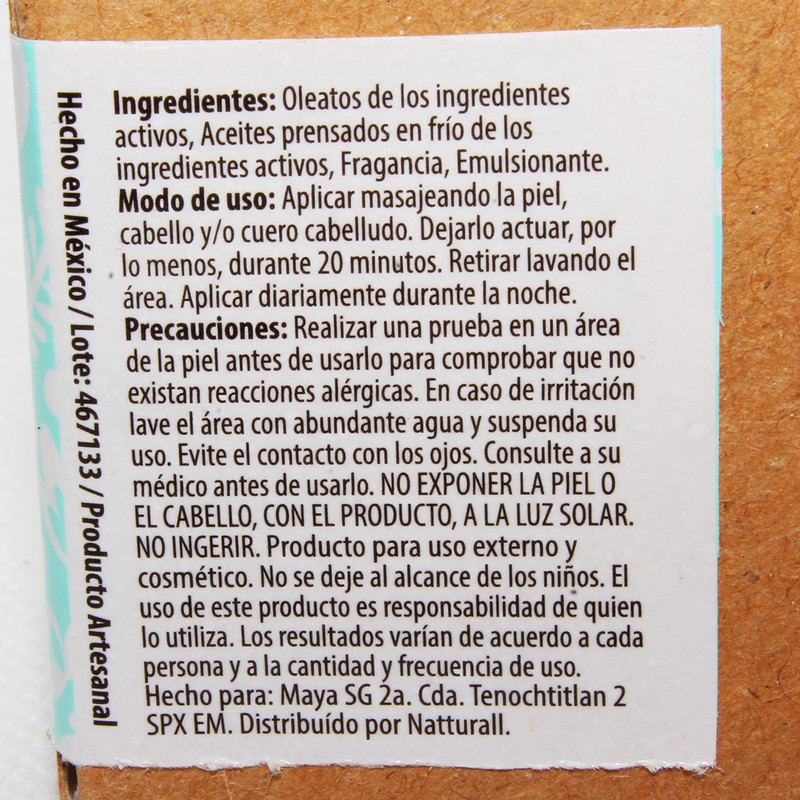 Ingredientes: Oleatos de los ingredientes
activos, Aceites prensados en frío de los
ingredientes activos, Fragancia, Emulsionante.
Modo de uso: Aplicar masajeando la piel,
cabello y/o cuero cabelludo. Dejarlo actuar, por
lo menos, durante 20 minutos. Retirar lavando el
área. Aplicar diariamente durante la noche.
Precauciones: Realizar una prueba en un área
de la piel antes de usarlo para comprobar que no
existan reacciones alérgicas. En caso de irritación
lave el área con abundante agua y suspenda su
uso. Evite el contacto con los ojos. Consulte a su
médico antes de usarlo. NO EXPONER LA PIEL O
EL CABELLO, CON EL PRODUCTO, A LA LUZ SOLAR.
NO INGERIR. Producto para uso externo y
cosmético. No se deje al alcance de los niños. El
uso de este producto es responsabilidad de quien
lo utiliza. Los resultados varían de acuerdo a cada
persona y a la cantidad y frecuencia de uso.
Hecho para: Maya SG 2a. Cda. Tenochtitlan 2
SPX EM. Distribuído por Natturall.
Hecho en México / Lote: 467133 / Producto Artesanal